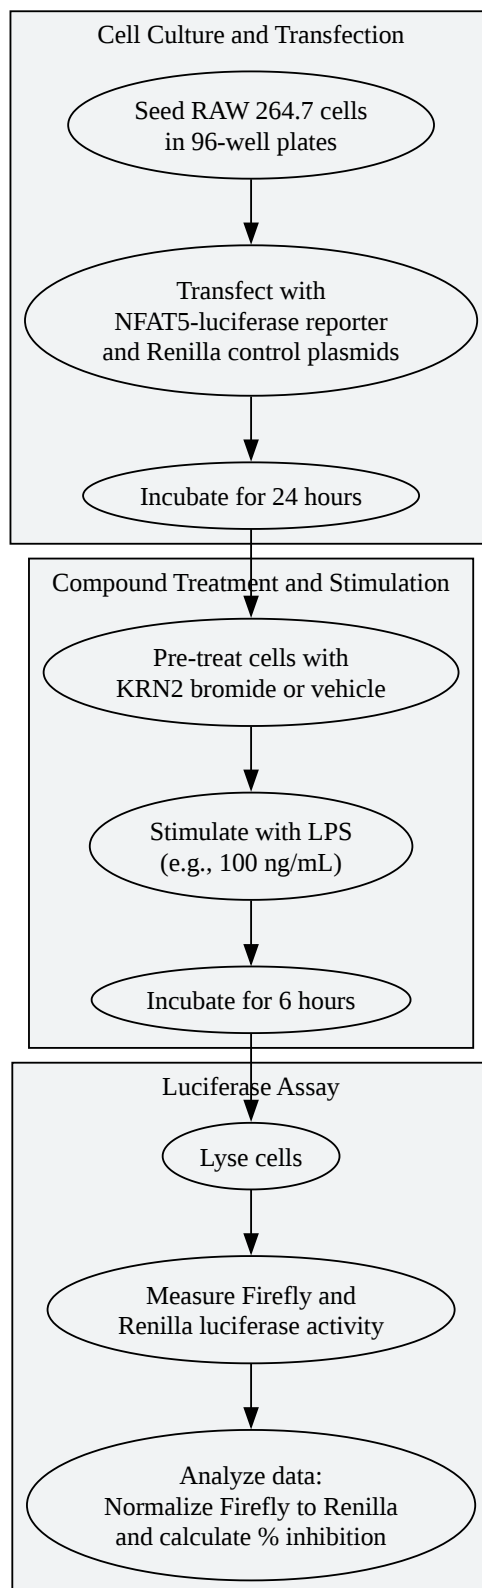 Cell Culture and Transfection
Seed RAW 264.7 cells
in 96-well plates
Transfect with
NFAT5-luciferase reporter
and Renilla control plasmids
Incubate for 24 hours
Compound Treatment and Stimulation
Pre-treat cells with
KRN2 bromide or vehicle
Stimulate with LPS
(e.g., 100 ng/mL)
Incubate for 6 hours
Luciferase Assay
Lyse cells
Measure Firefly and
Renilla luciferase activity
Analyze data:
Normalize Firefly to Renilla
and calculate % inhibition